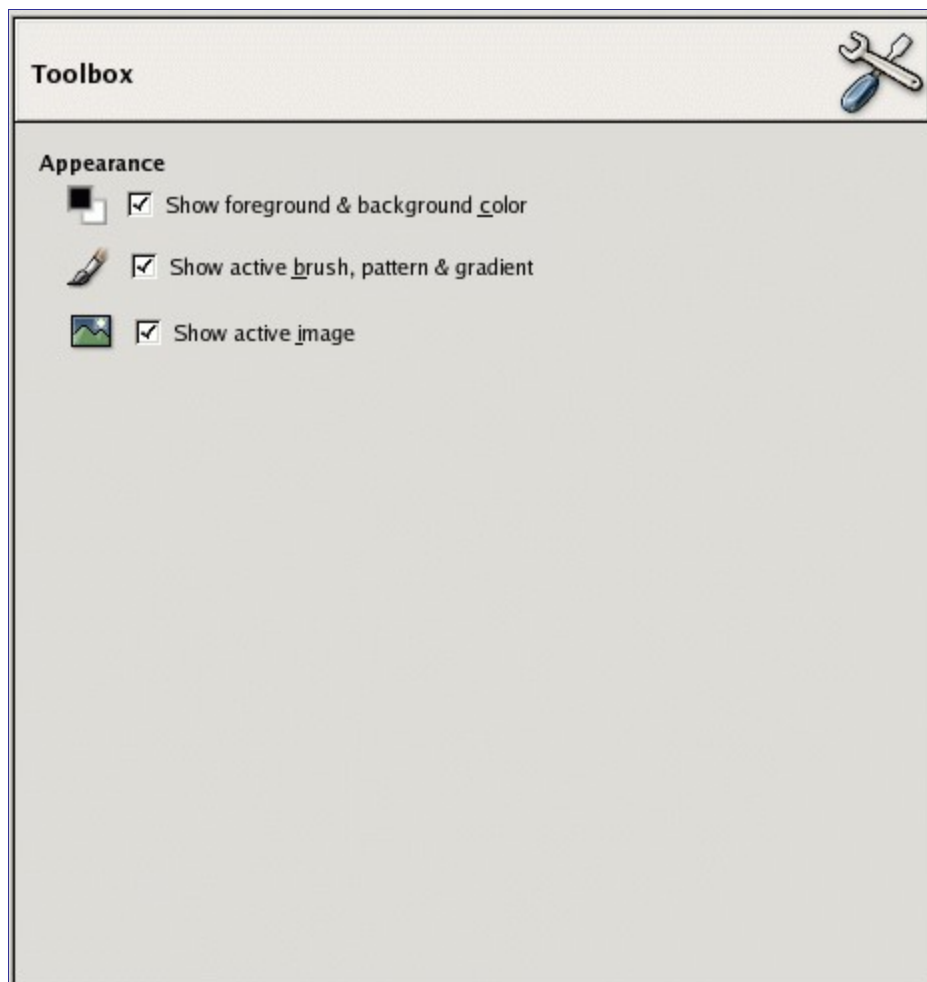 Toolbox
Appearance
Show foreground & background color
Show active brush, pattern & gradient
Show active image